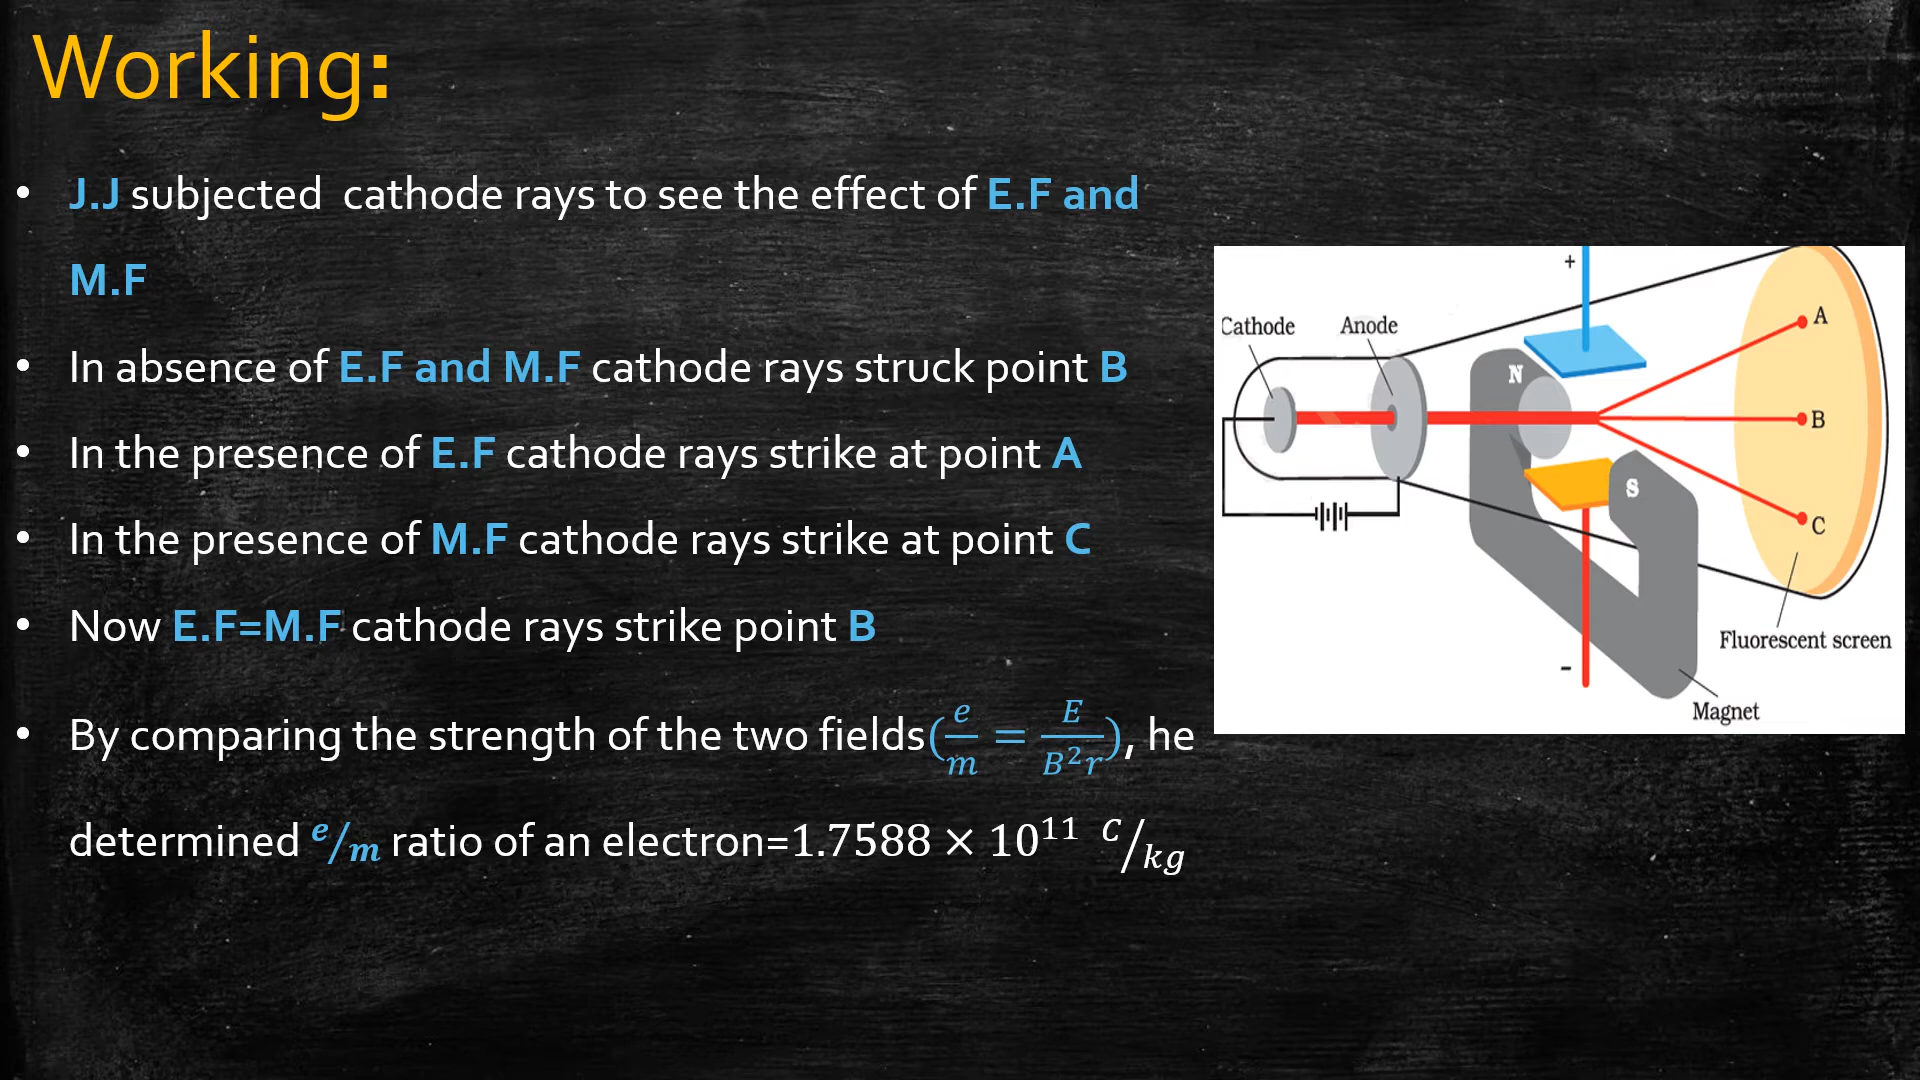 Working:
• J.J subjected cathode rays to see the effect of E.F and
M.F
• In absence of E.F and M.F cathode rays struck point B
• In the presence of E.F cathode rays strike at point A
• In the presence of M.F cathode rays strike at point C
• Now E.F=M.F cathode rays strike point B
• By comparing the strength of the two fields(e/m = E/B²r), he
determined e/m ratio of an electron=1.7588 × 10¹¹ C/kg
+
Cathode
Anode
N
A
B
S
C
Fluorescent screen
−
Magnet